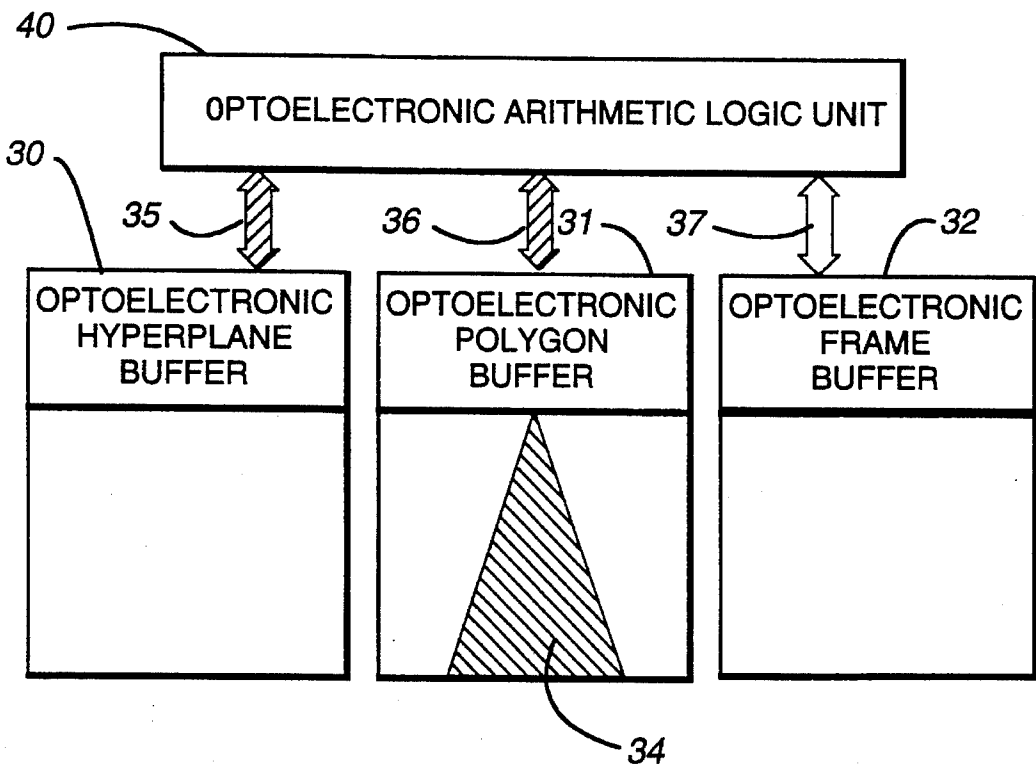 40
0PTOELECTRONIC ARITHMETIC LOGIC UNIT
30
35
36
31
37
32
OPTOELECTRONIC
HYPERPLANE
BUFFER
OPTOELECTRONIC
POLYGON
BUFFER
OPTOELECTRONIC
FRAME
BUFFER
34